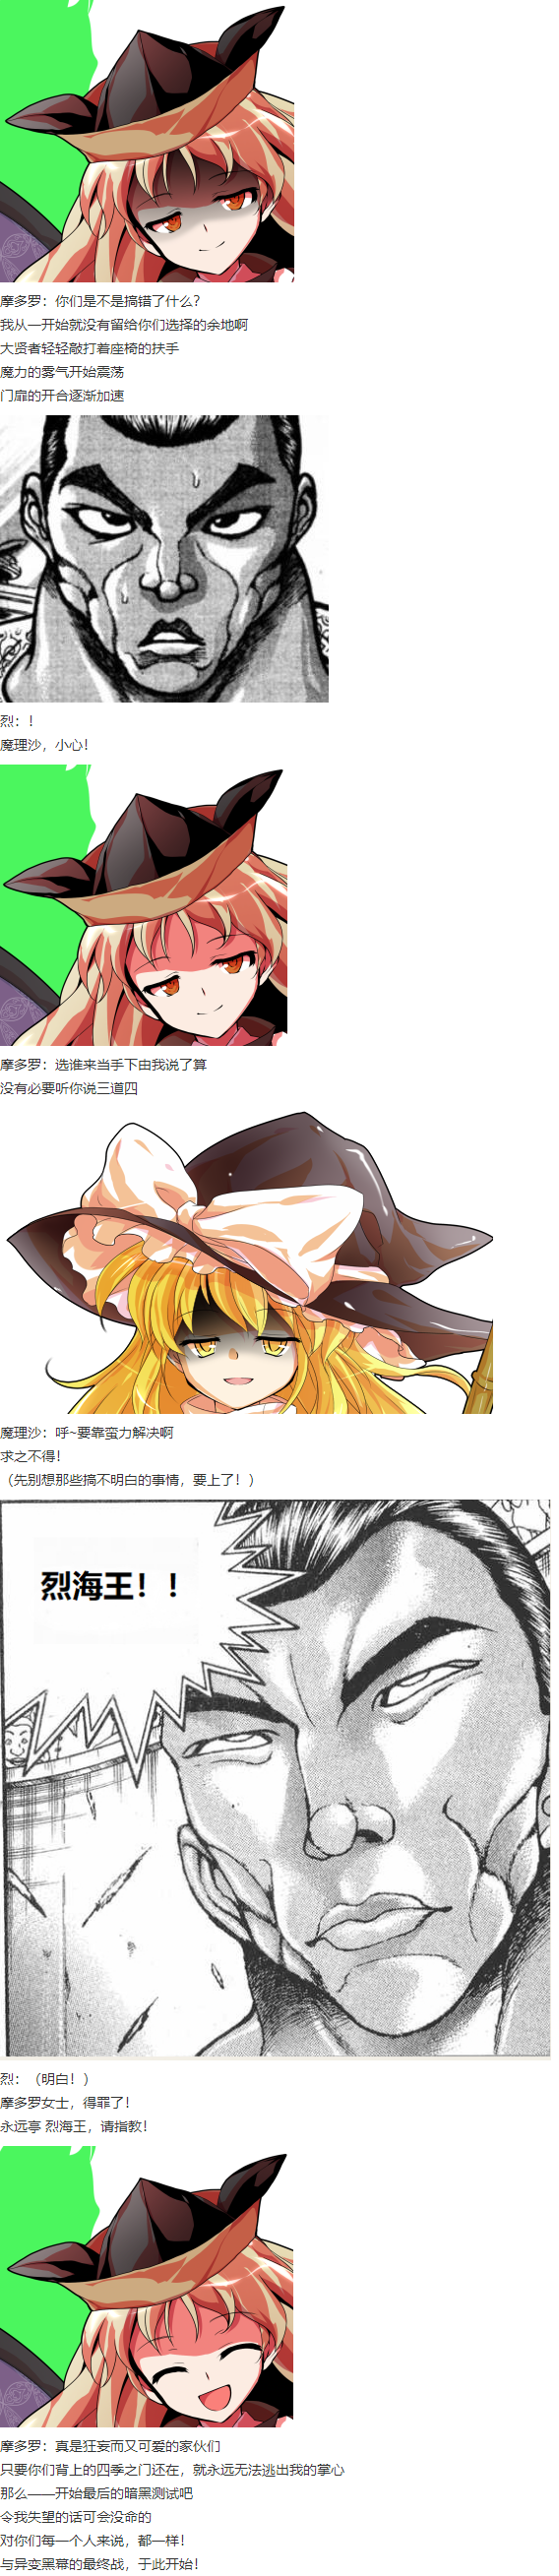 摩多罗：你们是不是搞错了什么？
我从一开始就没有留给你们选择的余地啊
大贤者轻轻敲打着座椅的扶手
魔力的雾气开始震荡
门扉的开合逐渐加速
烈：！
魔理沙，小心！
摩多罗：选谁来当手下由我说了算
没有必要听你说三道四
魔理沙：呼~要靠蛮力解决啊
求之不得！
（先别想那些搞不明白的事情，要上了！）
烈海王！！
烈：（明白！）
摩多罗女士，得罪了！
永远亭 烈海王，请指教！
摩多罗：真是狂妄而又可爱的家伙们
只要你们背上的四季之门还在，就永远无法逃出我的掌心
那么——开始最后的暗黑测试吧
令我失望的话可会没命的
对你们每一个人来说，都一样！
与异变黑幕的最终战，于此开始！